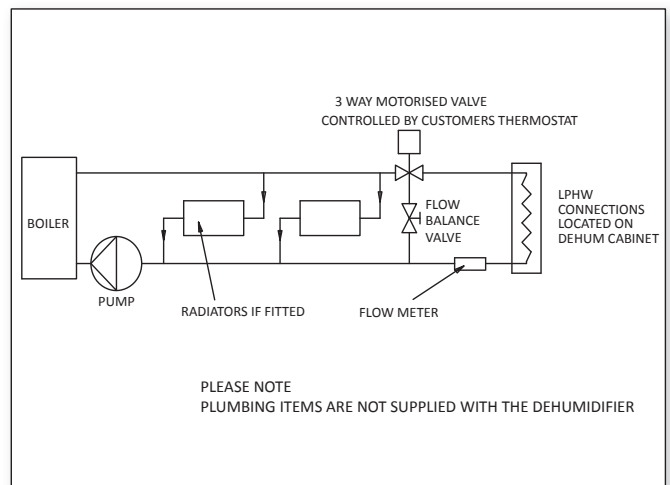 3 WAY MOTORISED VALVE
CONTROLLED BY CUSTOMERS THERMOSTAT
BOILER
FLOW
BALANCE
VALVE
LPHW
CONNECTIONS
LOCATED ON
DEHUM CABINET
PUMP
RADIATORS IF FITTED
FLOW METER
PLEASE NOTE
PLUMBING ITEMS ARE NOT SUPPLIED WITH THE DEHUMIDIFIER